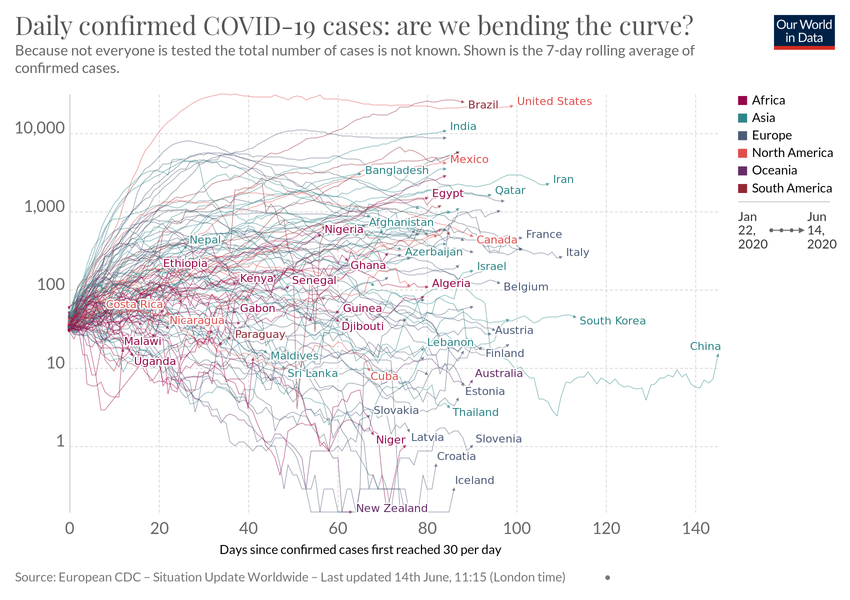 Daily confirmed COVID-19 cases: are we bending the curve?
Our World
in Data
Because not everyone is tested the total number of cases is not known. Shown is the 7-day rolling average of
confirmed cases.
10,000
1,000
100
10
1
0
20
40
60
80
100
120
140
Days since confirmed cases first reached 30 per day
Brazil
United States
India
Mexico
Bangladesh
Iran
Qatar
Egypt
Afghanistan
Nigeria
France
Canada
Nepal
Italy
Azerbaijan
Ethiopia
Ghana
Israel
Kenya
Senegal
Algeria
Belgium
Costa Rica
Gabon
Guinea
Nicaragua
South Korea
Djibouti
Austria
Paraguay
Malawi
Lebanon
China
Finland
Maldives
Uganda
Sri Lanka
Cuba
Australia
Estonia
Slovakia
Thailand
Niger
Latvia
Slovenia
Croatia
Iceland
New Zealand
Africa
Asia
Europe
North America
Oceania
South America
Jan
22,
2020
Jun
14,
2020
Source: European CDC – Situation Update Worldwide – Last updated 14th June, 11:15 (London time)